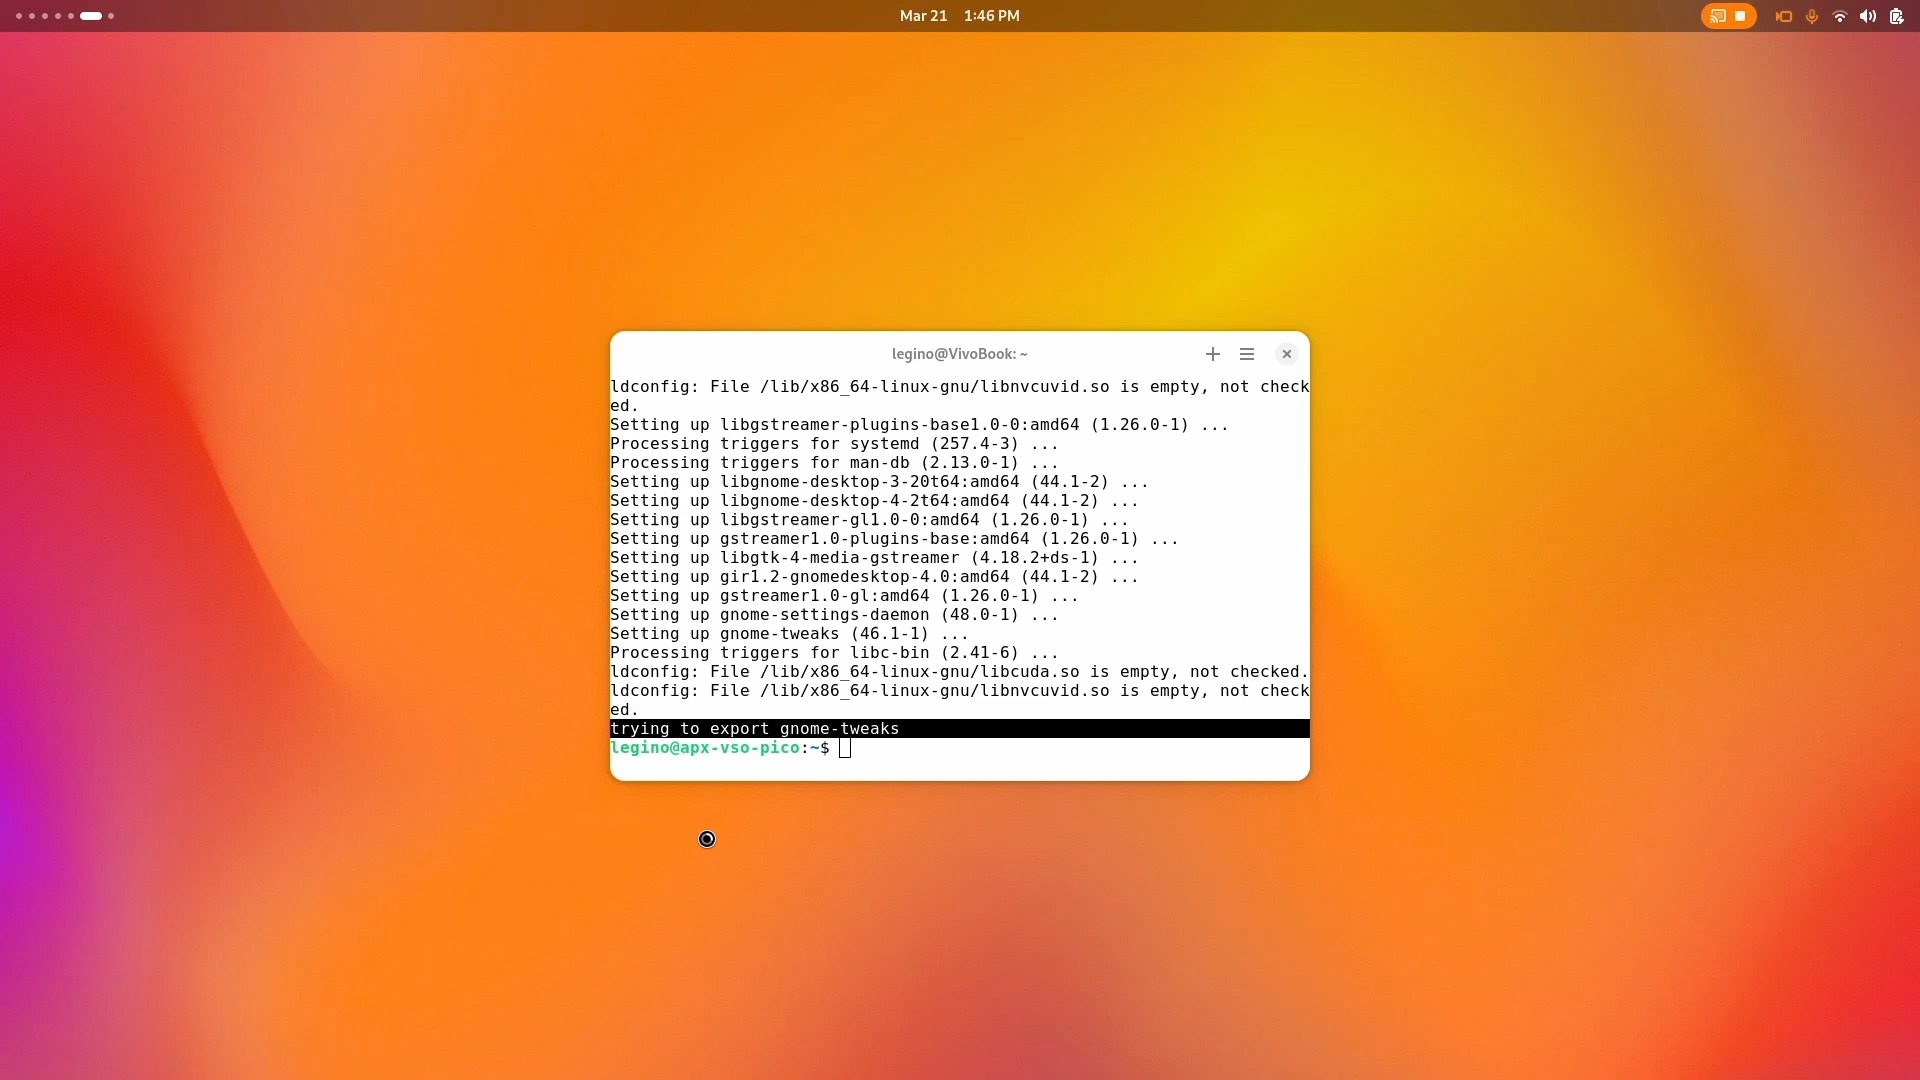 Mar 21 1:46 PM
legino@VivoBook: ~
ldconfig: File /lib/x86_64-linux-gnu/libnvcuvid.so is empty, not check
ed.
Setting up libgstreamer-plugins-base1.0-0:amd64 (1.26.0-1) ...
Processing triggers for systemd (257.4-3) ...
Processing triggers for man-db (2.13.0-1) ...
Setting up libgnome-desktop-3-20t64:amd64 (44.1-2) ...
Setting up libgnome-desktop-4-2t64:amd64 (44.1-2) ...
Setting up libgstreamer-gl1.0-0:amd64 (1.26.0-1) ...
Setting up gstreamer1.0-plugins-base:amd64 (1.26.0-1) ...
Setting up libgtk-4-media-gstreamer (4.18.2+ds-1) ...
Setting up gir1.2-gnomedesktop-4.0:amd64 (44.1-2) ...
Setting up gstreamer1.0-gl:amd64 (1.26.0-1) ...
Setting up gnome-settings-daemon (48.0-1) ...
Setting up gnome-tweaks (46.1-1) ...
Processing triggers for libc-bin (2.41-6) ...
ldconfig: File /lib/x86_64-linux-gnu/libcuda.so is empty, not checked.
ldconfig: File /lib/x86_64-linux-gnu/libnvcuvid.so is empty, not check
ed.
trying to export gnome-tweaks
legino@apx-vso-pico:~$